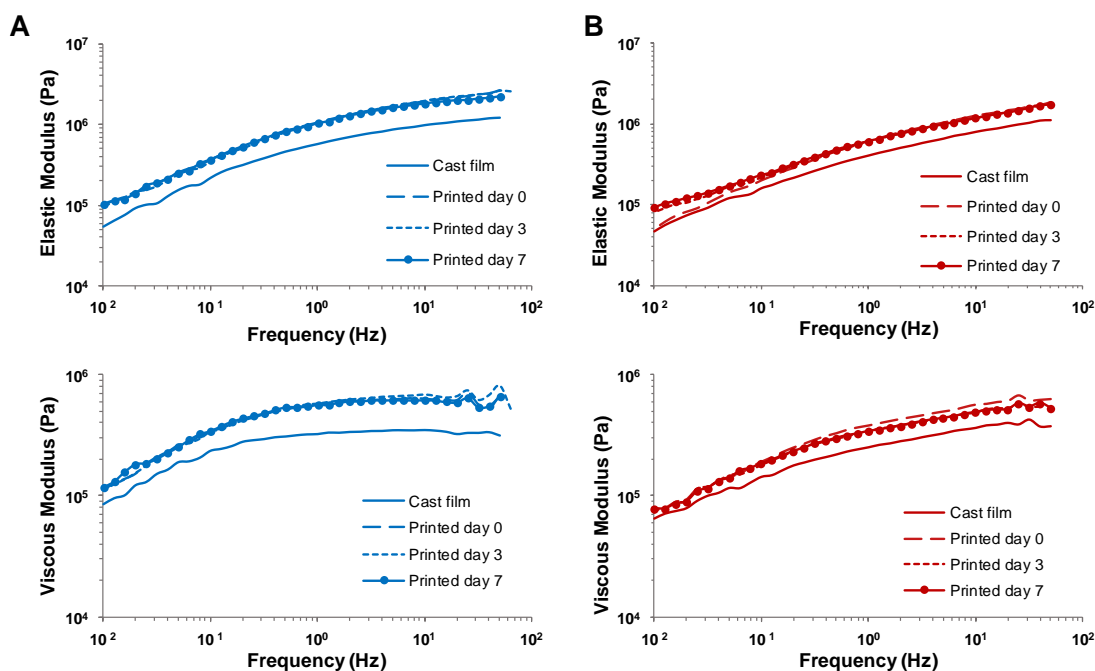 A
10⁷
10⁶
10⁵
10⁴
Elastic Modulus (Pa)
Cast film
Printed day 0
Printed day 3
Printed day 7
10⁻² 10⁻¹ 10⁰ 10¹ 10²
Frequency (Hz)
B
10⁷
10⁶
10⁵
10⁴
Elastic Modulus (Pa)
Cast film
Printed day 0
Printed day 3
Printed day 7
10⁻² 10⁻¹ 10⁰ 10¹ 10²
Frequency (Hz)
10⁶
10⁵
10⁴
Viscous Modulus (Pa)
Cast film
Printed day 0
Printed day 3
Printed day 7
10⁻² 10⁻¹ 10⁰ 10¹ 10²
Frequency (Hz)
10⁶
10⁵
10⁴
Viscous Modulus (Pa)
Cast film
Printed day 0
Printed day 3
Printed day 7
10⁻² 10⁻¹ 10⁰ 10¹ 10²
Frequency (Hz)